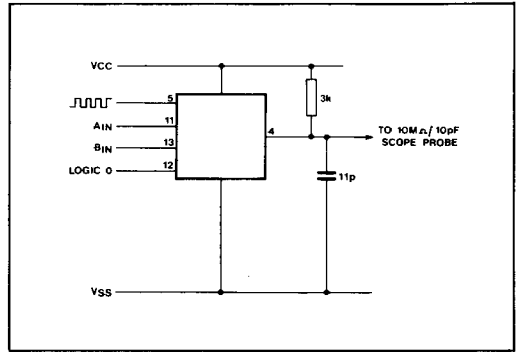 VCC
3k
5
AIN
11
4
TO 10MΩ/10pF
SCOPE PROBE
BIN
13
LOGIC 0
12
11p
VSS